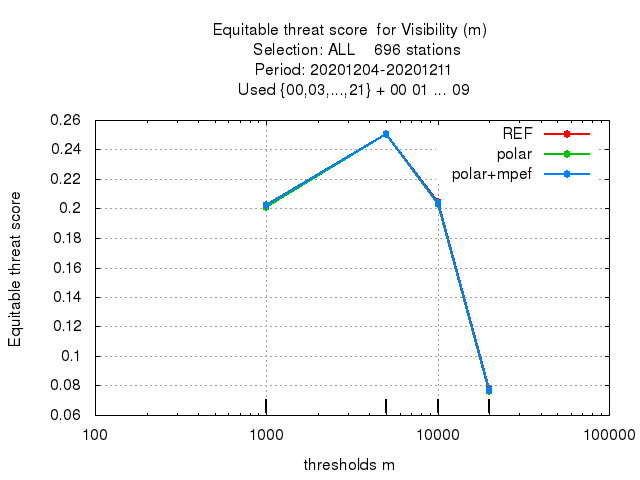 Equitable threat score  for Visibility (m)
Selection: ALL    696 stations
Period: 20201204-20201211
Used {00,03,...,21} + 00 01 ... 09
0.26
0.24
0.22
0.2
0.18
0.16
0.14
0.12
0.1
0.08
0.06
Equitable threat score
REF
polar
polar+mpef
100
1000
10000
100000
thresholds m